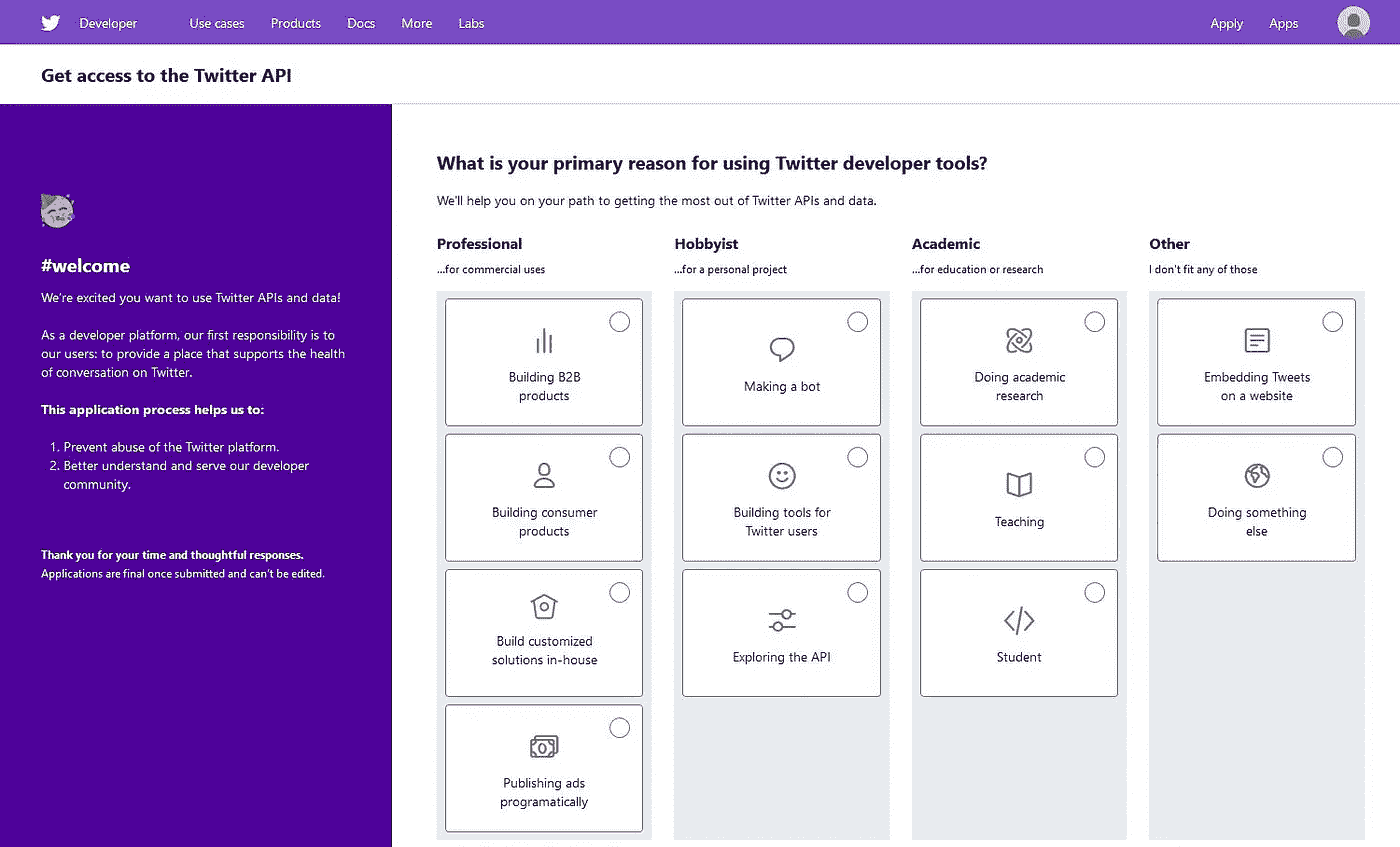 Developer Use cases Products Docs More Labs Apply Apps
Get access to the Twitter API
#welcome
We're excited you want to use Twitter APIs and data!
As a developer platform, our first responsibility is to
our users: to provide a place that supports the health
of conversation on Twitter.
This application process helps us to:
1. Prevent abuse of the Twitter platform.
2. Better understand and serve our developer
community.
Thank you for your time and thoughtful responses.
Applications are final once submitted and can't be edited.
What is your primary reason for using Twitter developer tools?
We'll help you on your path to getting the most out of Twitter APIs and data.
Professional
...for commercial uses
Building B2B
products
Building consumer
products
Build customized
solutions in-house
Publishing ads
programatically
Hobbyist
...for a personal project
Making a bot
Building tools for
Twitter users
Exploring the API
Academic
...for education or research
Doing academic
research
Teaching
Student
Other
I don't fit any of those
Embedding Tweets
on a website
Doing something
else